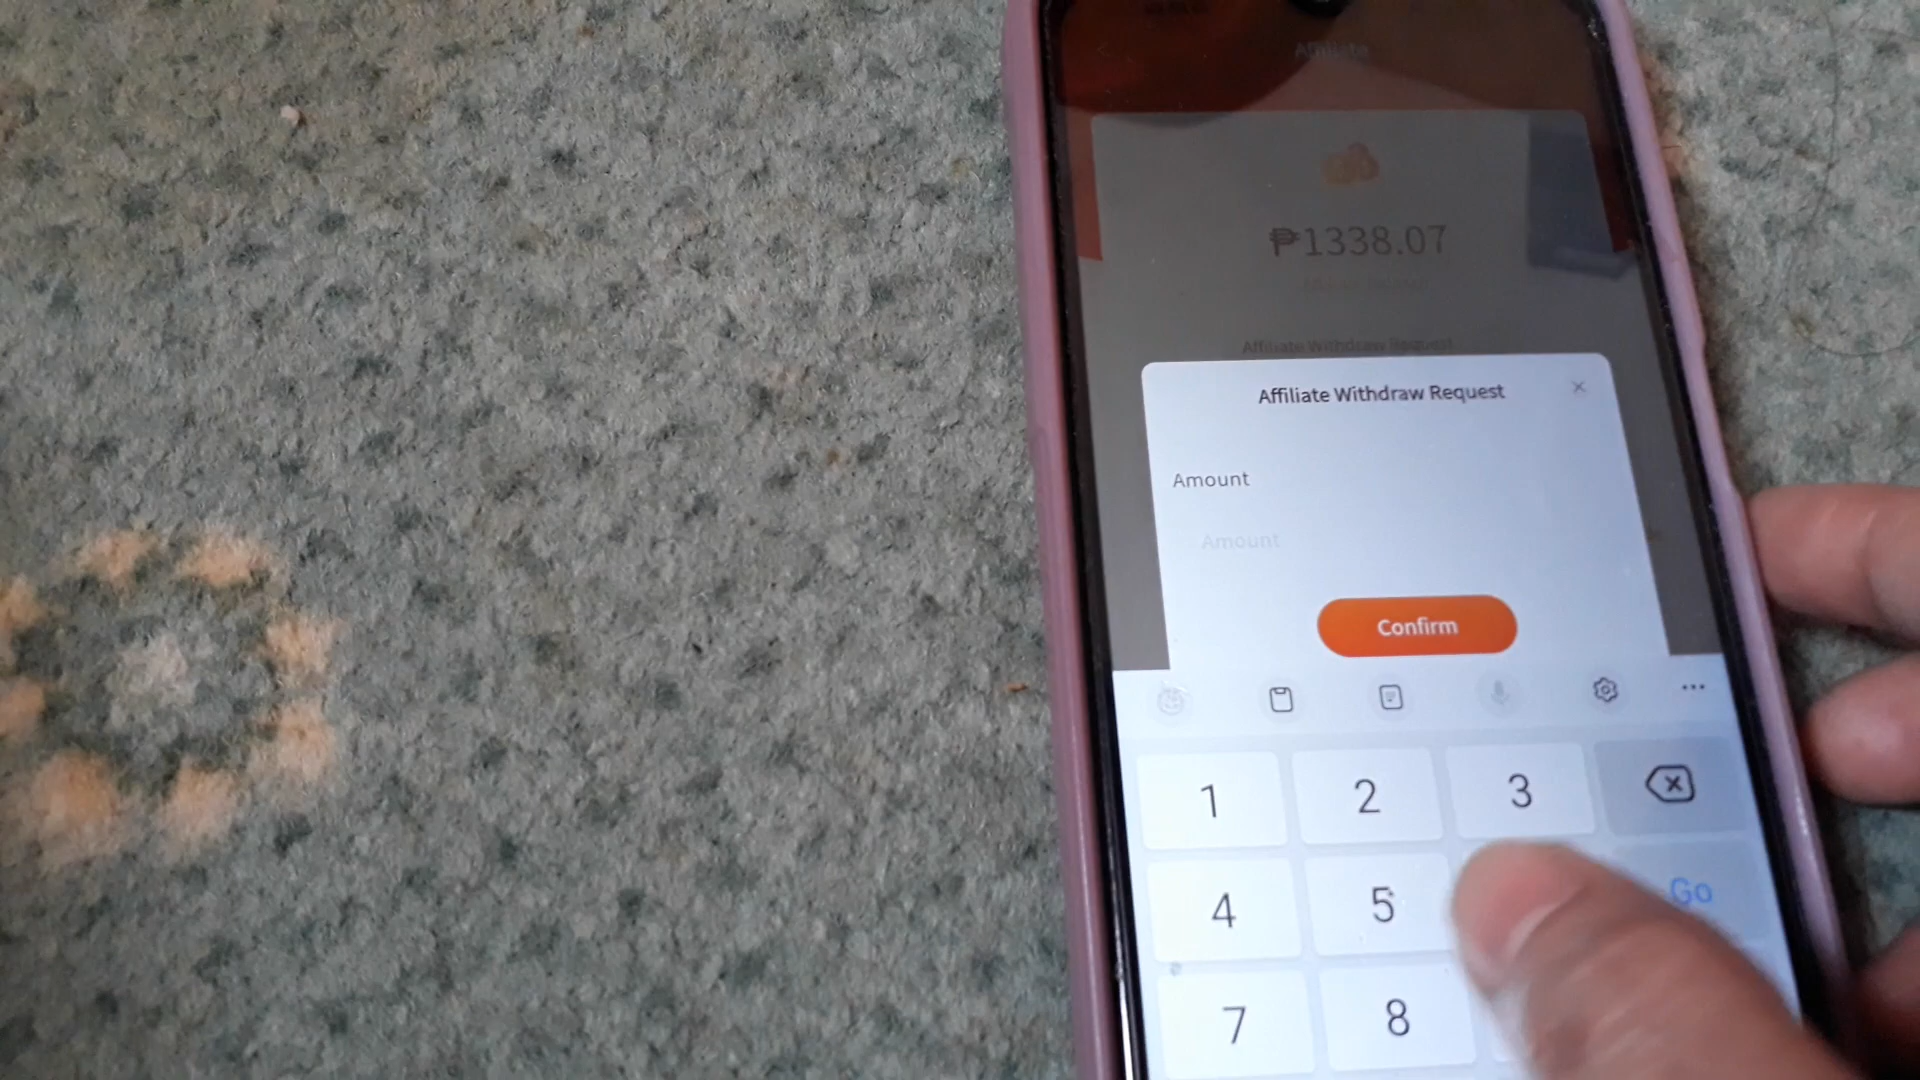 Affiliate
₱1338.07
Affiliate Withdraw Request
Affiliate Withdraw Request
Amount
Amount
Confirm
1 2 3
4 5 Go
7 8